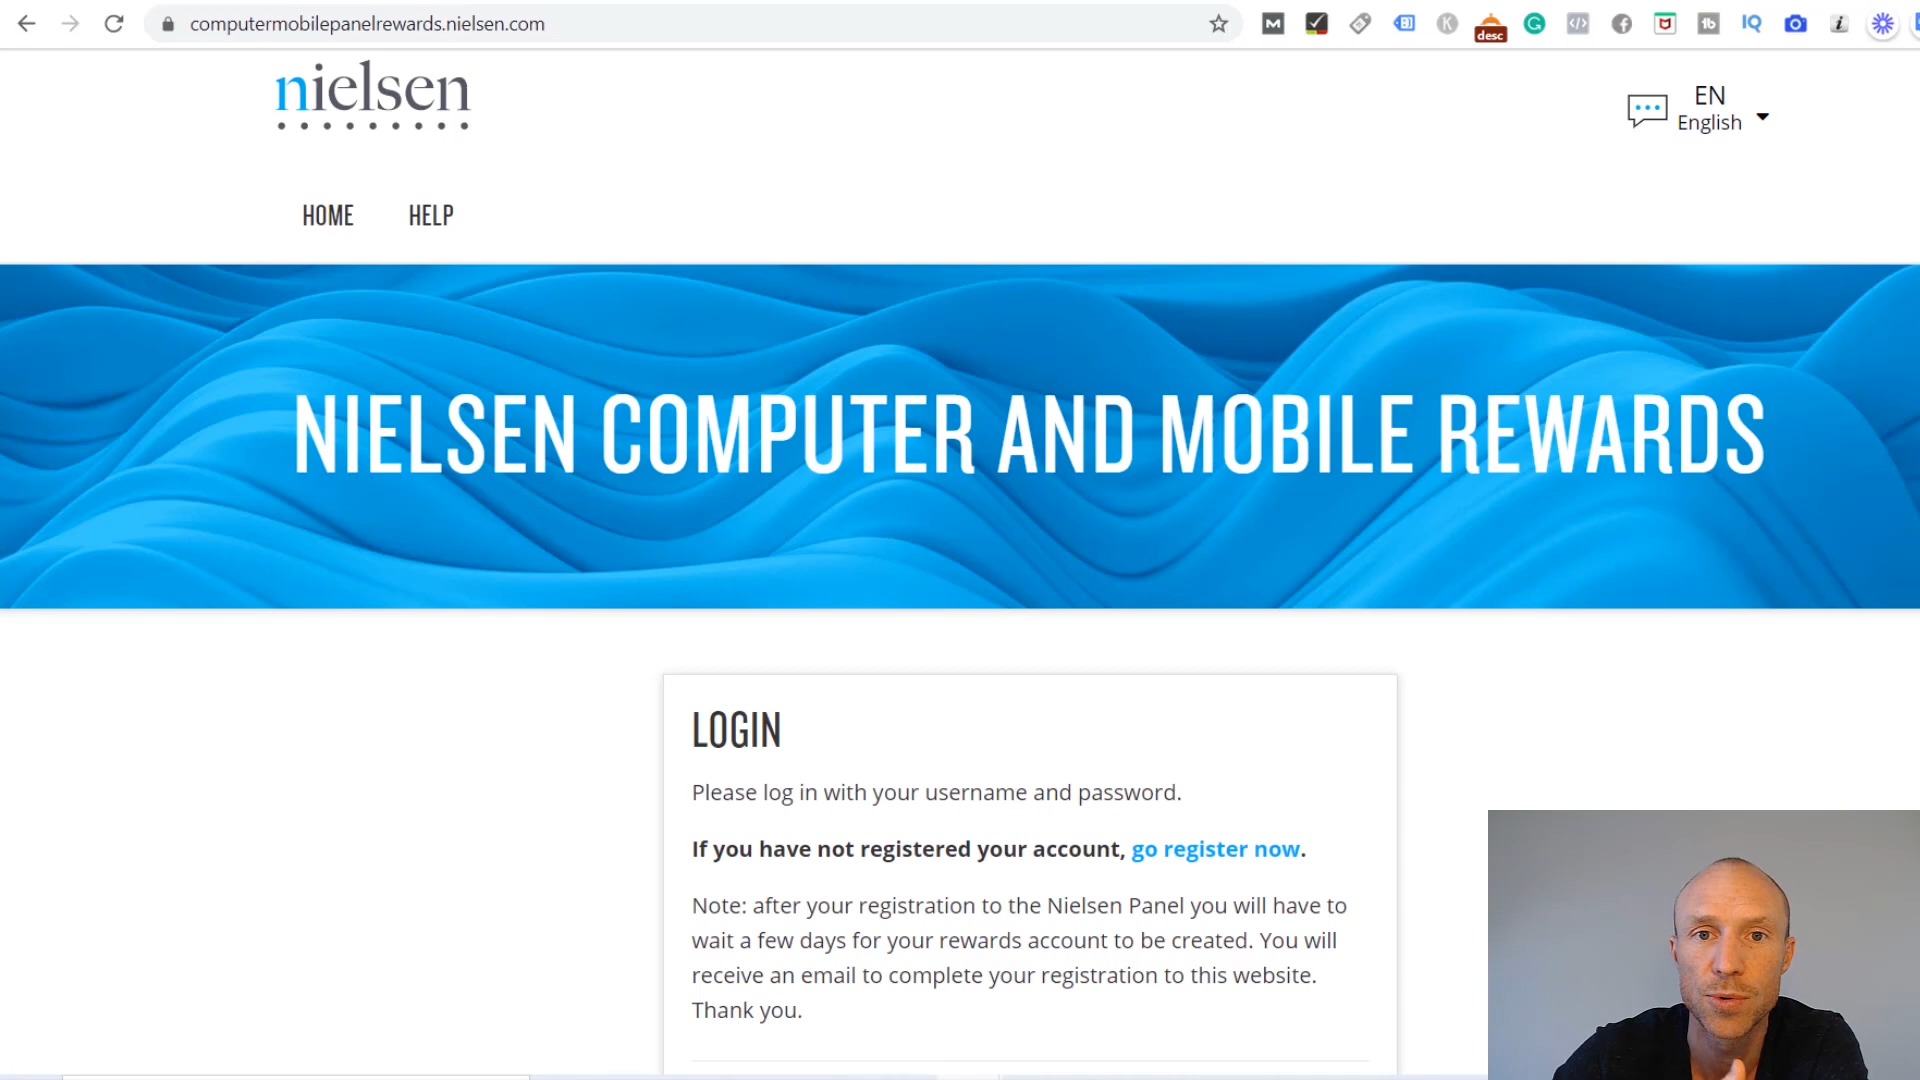 computermobilepanelrewards.nielsen.com
desc
nielsen
EN
English
HOME HELP
NIELSEN COMPUTER AND MOBILE REWARDS
LOGIN
Please log in with your username and password.
If you have not registered your account, go register now.
Note: after your registration to the Nielsen Panel you will have to
wait a few days for your rewards account to be created. You will
receive an email to complete your registration to this website.
Thank you.